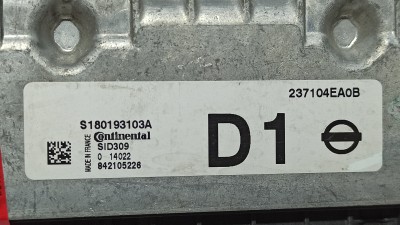 237104EA0B
S180193103A
Continental
SID309
0 14022
842105226
MADE IN FRANCE
D1